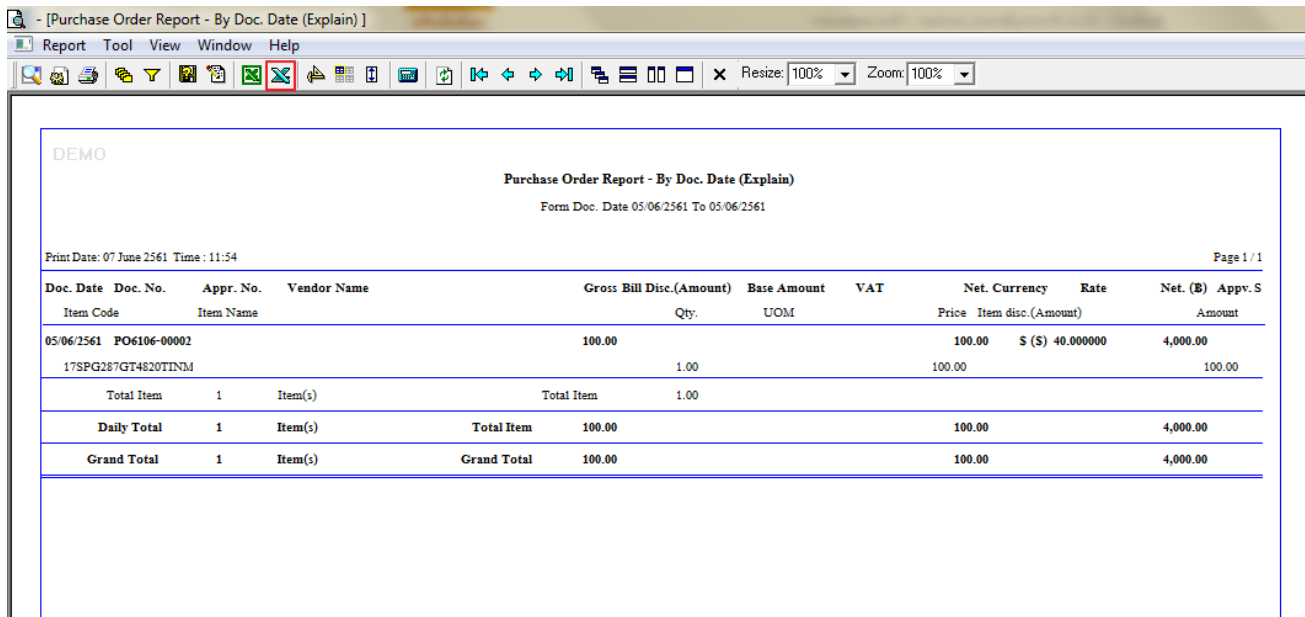 - [Purchase Order Report - By Doc. Date (Explain) ]
Report Tool View Window Help
Resize: 100% Zoom: 100%
DEMO
Purchase Order Report - By Doc. Date (Explain)
Form Doc. Date 05/06/2561 To 05/06/2561
Print Date: 07 June 2561 Time : 11:54 Page 1 / 1
Doc. Date Doc. No. Appr. No. Vendor Name Gross Bill Disc.(Amount) Base Amount VAT Net. Currency Rate Net. (฿) Appv. S
Item Code Item Name Qty. UOM Price Item disc.(Amount) Amount
05/06/2561 PO6106-00002 100.00 100.00 $ ($) 40.000000 4,000.00
17SPG287GT4820TINM 1.00 100.00 100.00
Total Item 1 Item(s) Total Item 1.00
Daily Total 1 Item(s) Total Item 100.00 100.00 4,000.00
Grand Total 1 Item(s) Grand Total 100.00 100.00 4,000.00